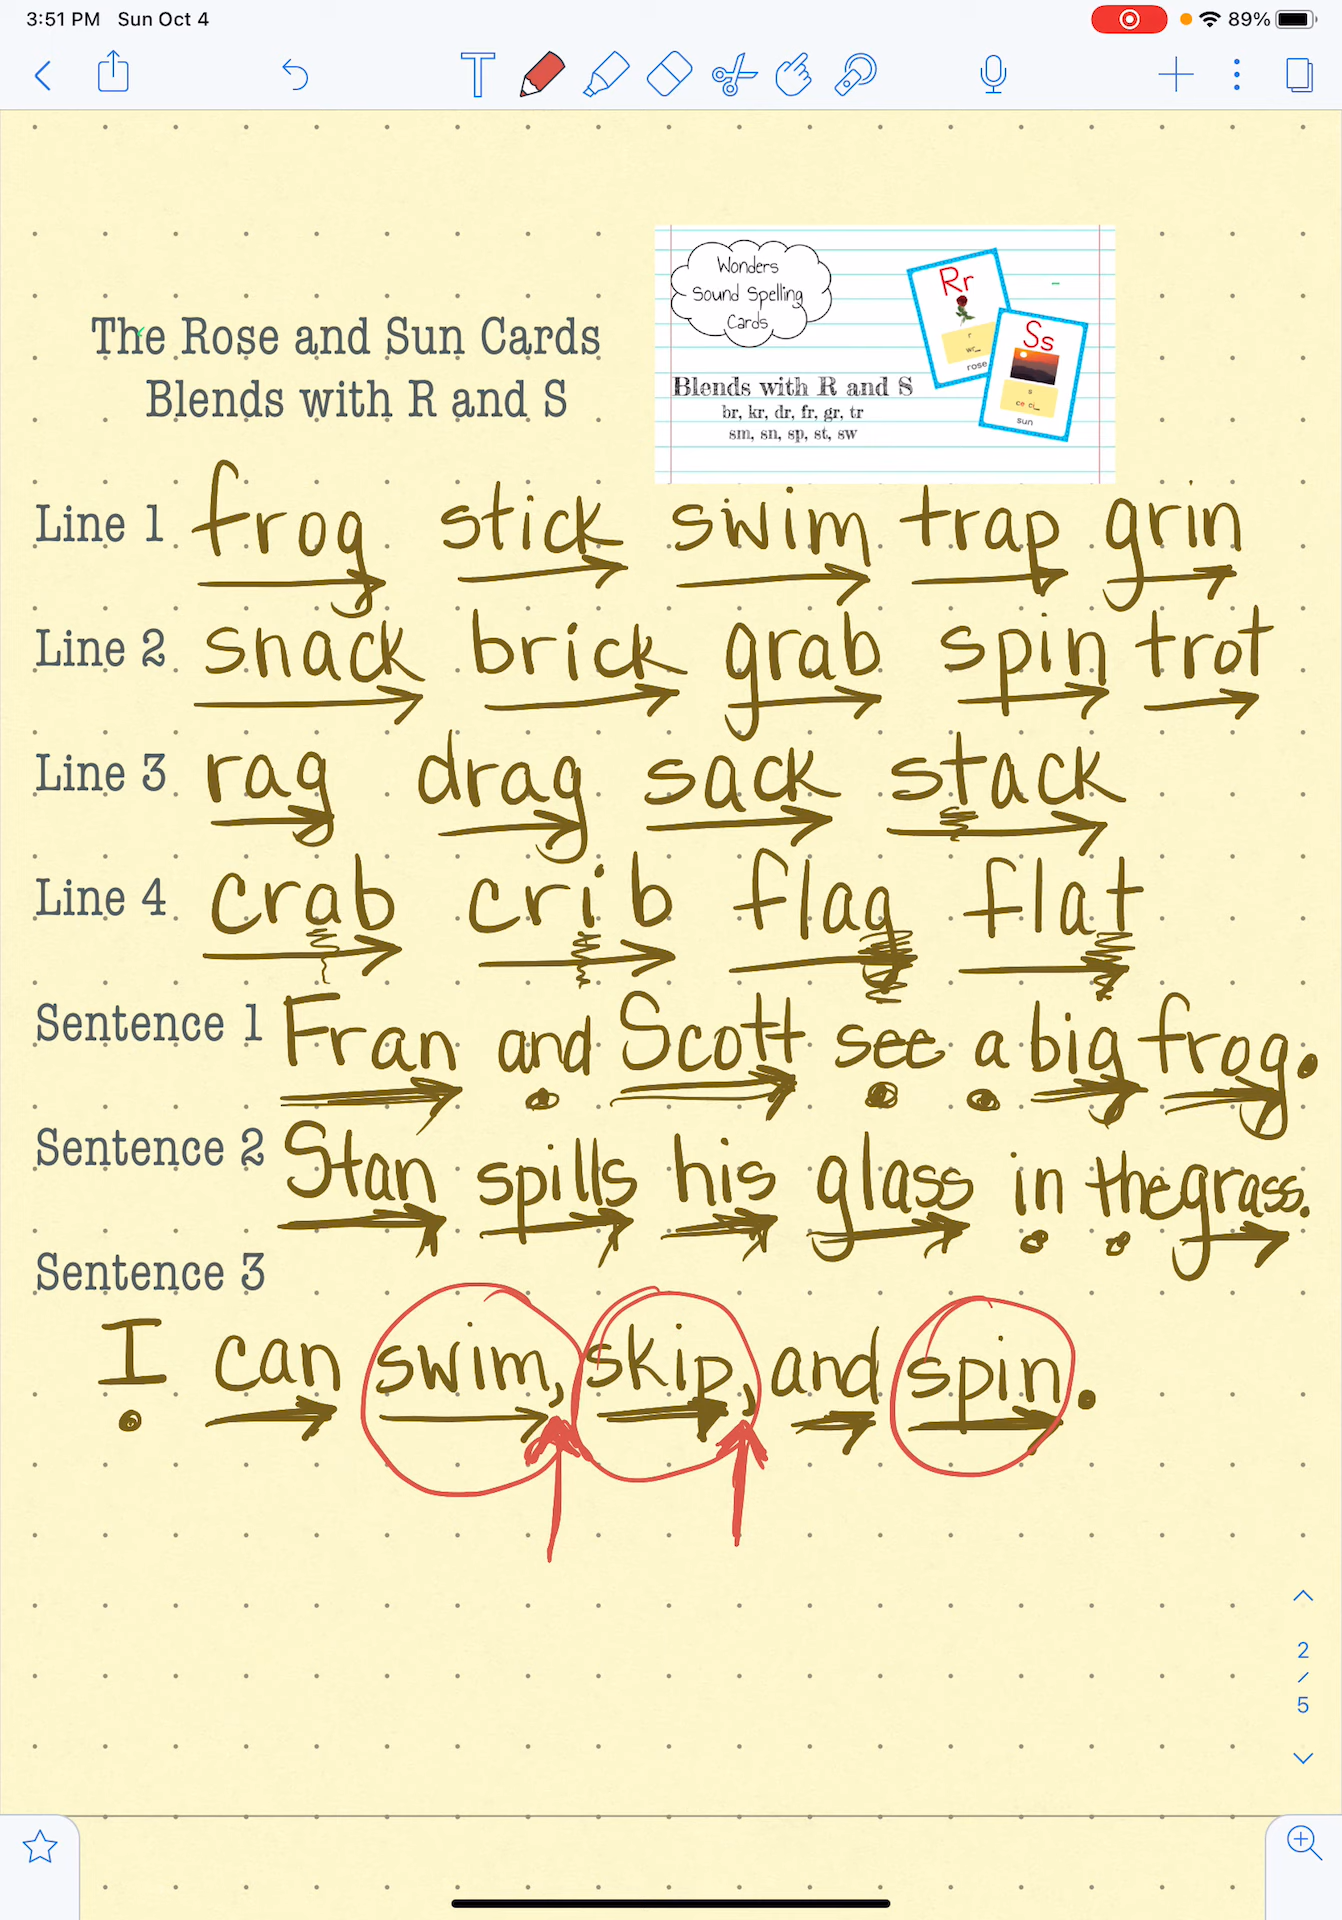 3:51 PM Sun Oct 4 89%
T
Wonders
Sound Spelling
Cards
Rr
r
wr_
rose
Ss
s
ce ci_
sun
Blends with R and S
br, kr, dr, fr, gr, tr
sm, sn, sp, st, sw
The Rose and Sun Cards
Blends with R and S
Line 1 frog stick swim trap grin
Line 2 snack brick grab spin trot
Line 3 rag drag sack stack
Line 4 crab crib flag flat
Sentence 1 Fran and Scott see a big frog.
Sentence 2 Stan spills his glass in the grass.
Sentence 3
I can swim, skip, and spin.
2
/
5